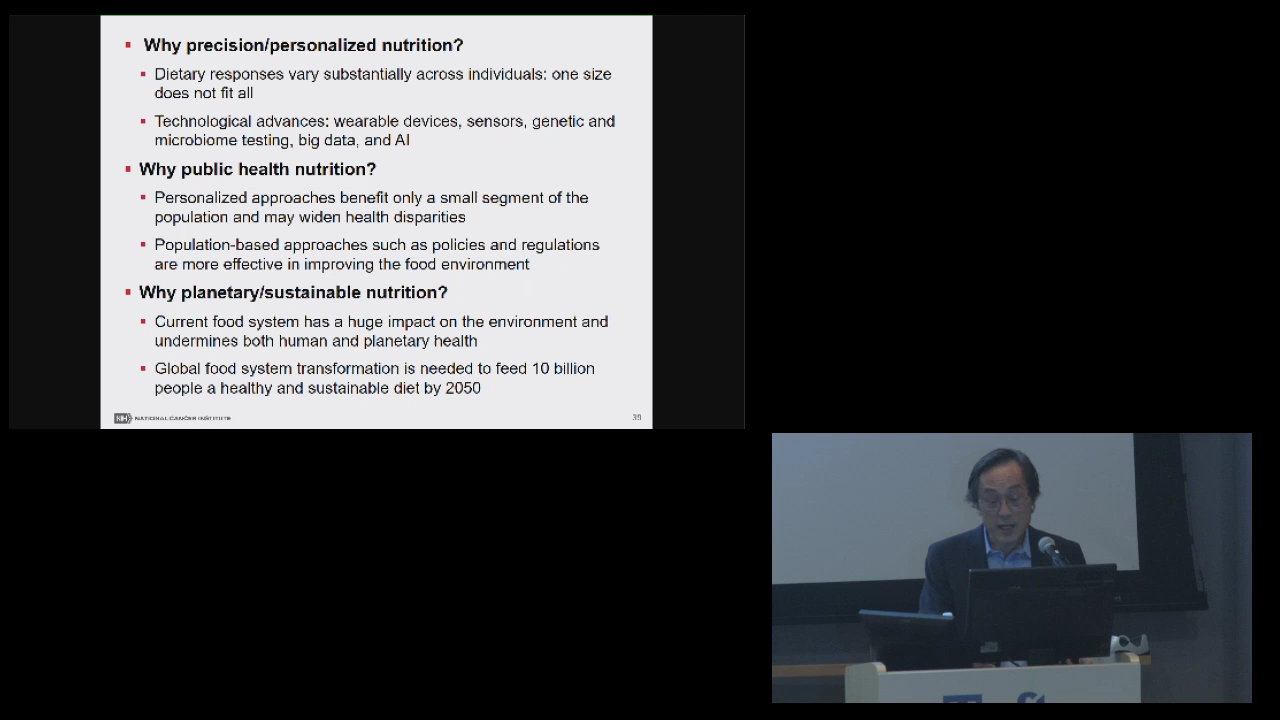 Why precision/personalized nutrition?
Dietary responses vary substantially across individuals: one size
does not fit all
Technological advances: wearable devices, sensors, genetic and
microbiome testing, big data, and AI
Why public health nutrition?
Personalized approaches benefit only a small segment of the
population and may widen health disparities
Population-based approaches such as policies and regulations
are more effective in improving the food environment
Why planetary/sustainable nutrition?
Current food system has a huge impact on the environment and
undermines both human and planetary health
Global food system transformation is needed to feed 10 billion
people a healthy and sustainable diet by 2050
NIH NATIONAL CANCER INSTITUTE